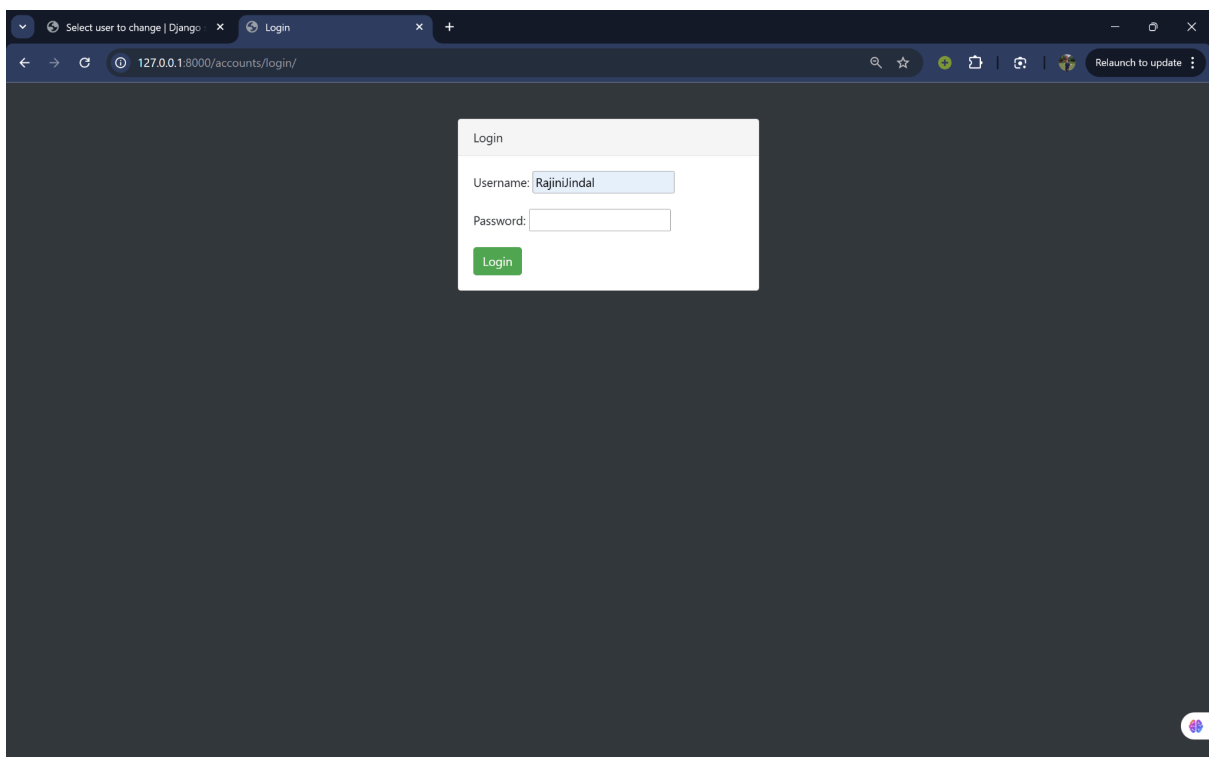 Select user to change | Django
Login
127.0.0.1:8000/accounts/login/
Relaunch to update
Login
Username: RajiniJindal
Password:
Login